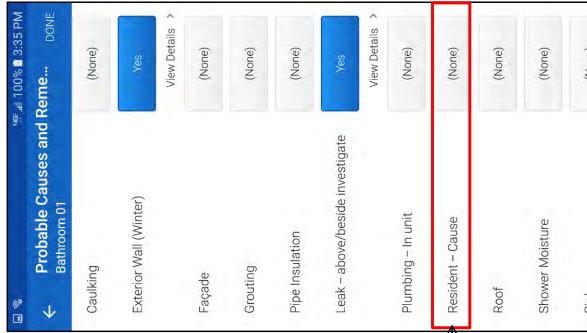 4GE 100% 3:35 PM
← Probable Causes and Reme... DONE
Bathroom 01
Caulking (None)
Exterior Wall (Winter) Yes
View Details >
Façade (None)
Grouting (None)
Pipe Insulation (None)
Leak – above/beside investigate Yes
View Details >
Plumbing – In unit (None)
Resident – Cause (None)
Roof (None)
Shower Moisture (None)